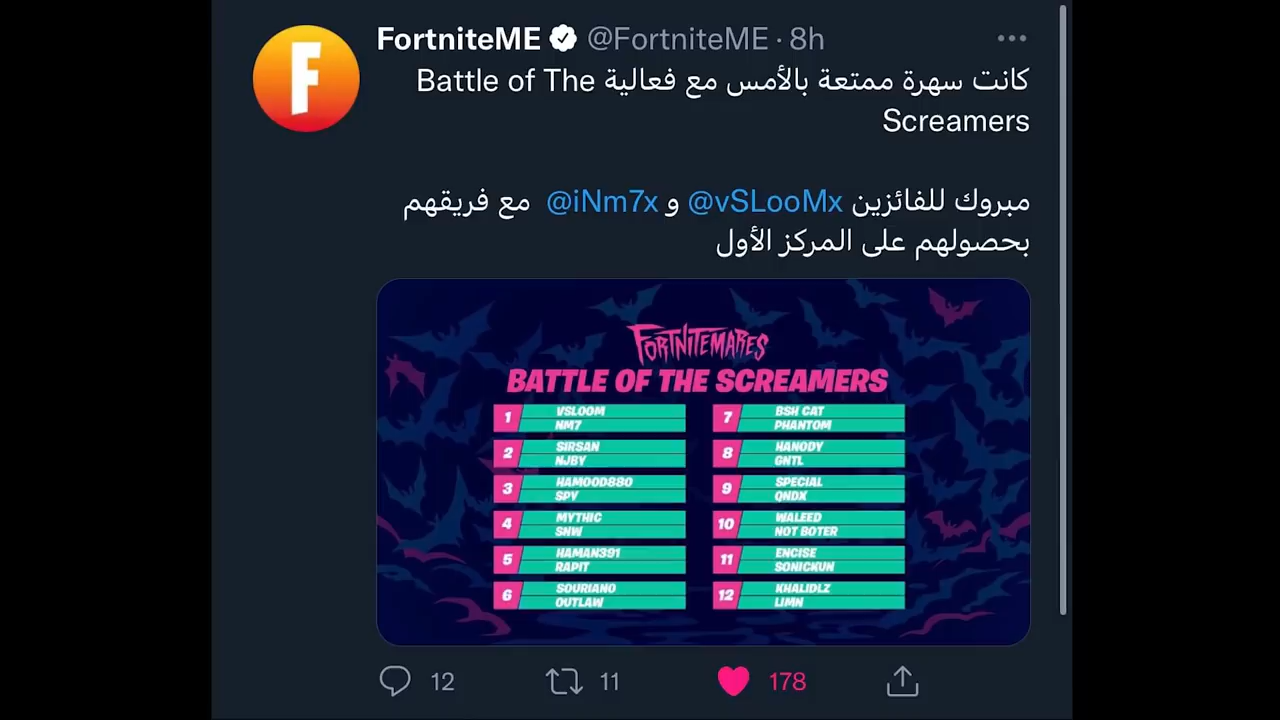 FortniteME @FortniteME · 8h
كانت سهرة ممتعة بالأمس مع فعالية Battle of The
Screamers
مبروك للفائزين @vSLooMx و @iNm7x مع فريقهم
بحصولهم على المركز الأول
FORTNITEMARES
BATTLE OF THE SCREAMERS
1 VSLOOM
NM7
2 SIRSAN
NJBY
3 HAMOOD880
SPY
4 MYTHIC
SNW
5 HAMAN391
RAPIT
6 SOURIANO
OUTLAW
7 BSH CAT
PHANTOM
8 HANODY
GNTL
9 SPECIAL
QNDX
10 WALEED
NOT BOTER
11 ENCISE
SONICKUN
12 KHALIDLZ
LIMN
12 11 178